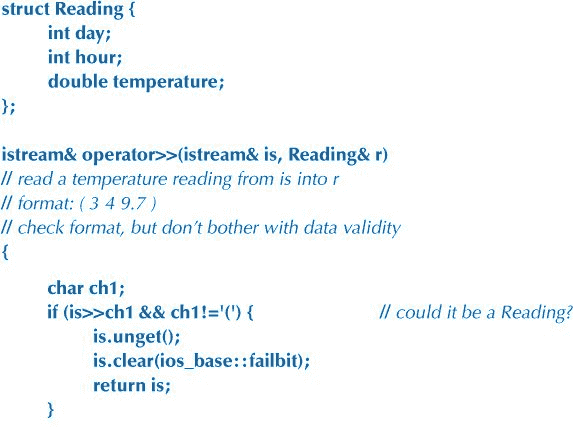 struct Reading {
int day;
int hour;
double temperature;
};
istream& operator>>(istream& is, Reading& r)
// read a temperature reading from is into r
// format: ( 3 4 9.7 )
// check format, but don’t bother with data validity
{
char ch1;
if (is>>ch1 && ch1!='(') { // could it be a Reading?
is.unget();
is.clear(ios_base::failbit);
return is;
}